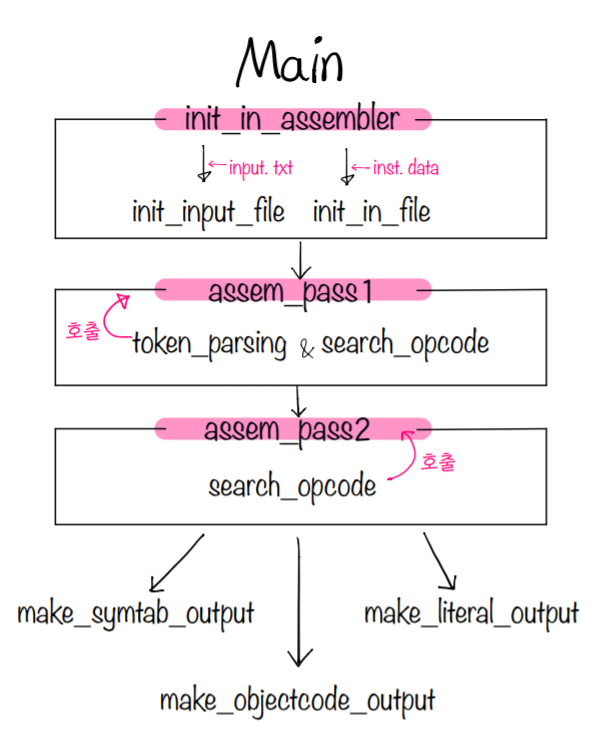 Main
init_in_assembler
←input. txt
←inst. data
init_input_file init_in_file
assem_pass1
호출
token_parsing & search_opcode
assem_pass2
호출
search_opcode
make_symtab_output
make_literal_output
make_objectcode_output